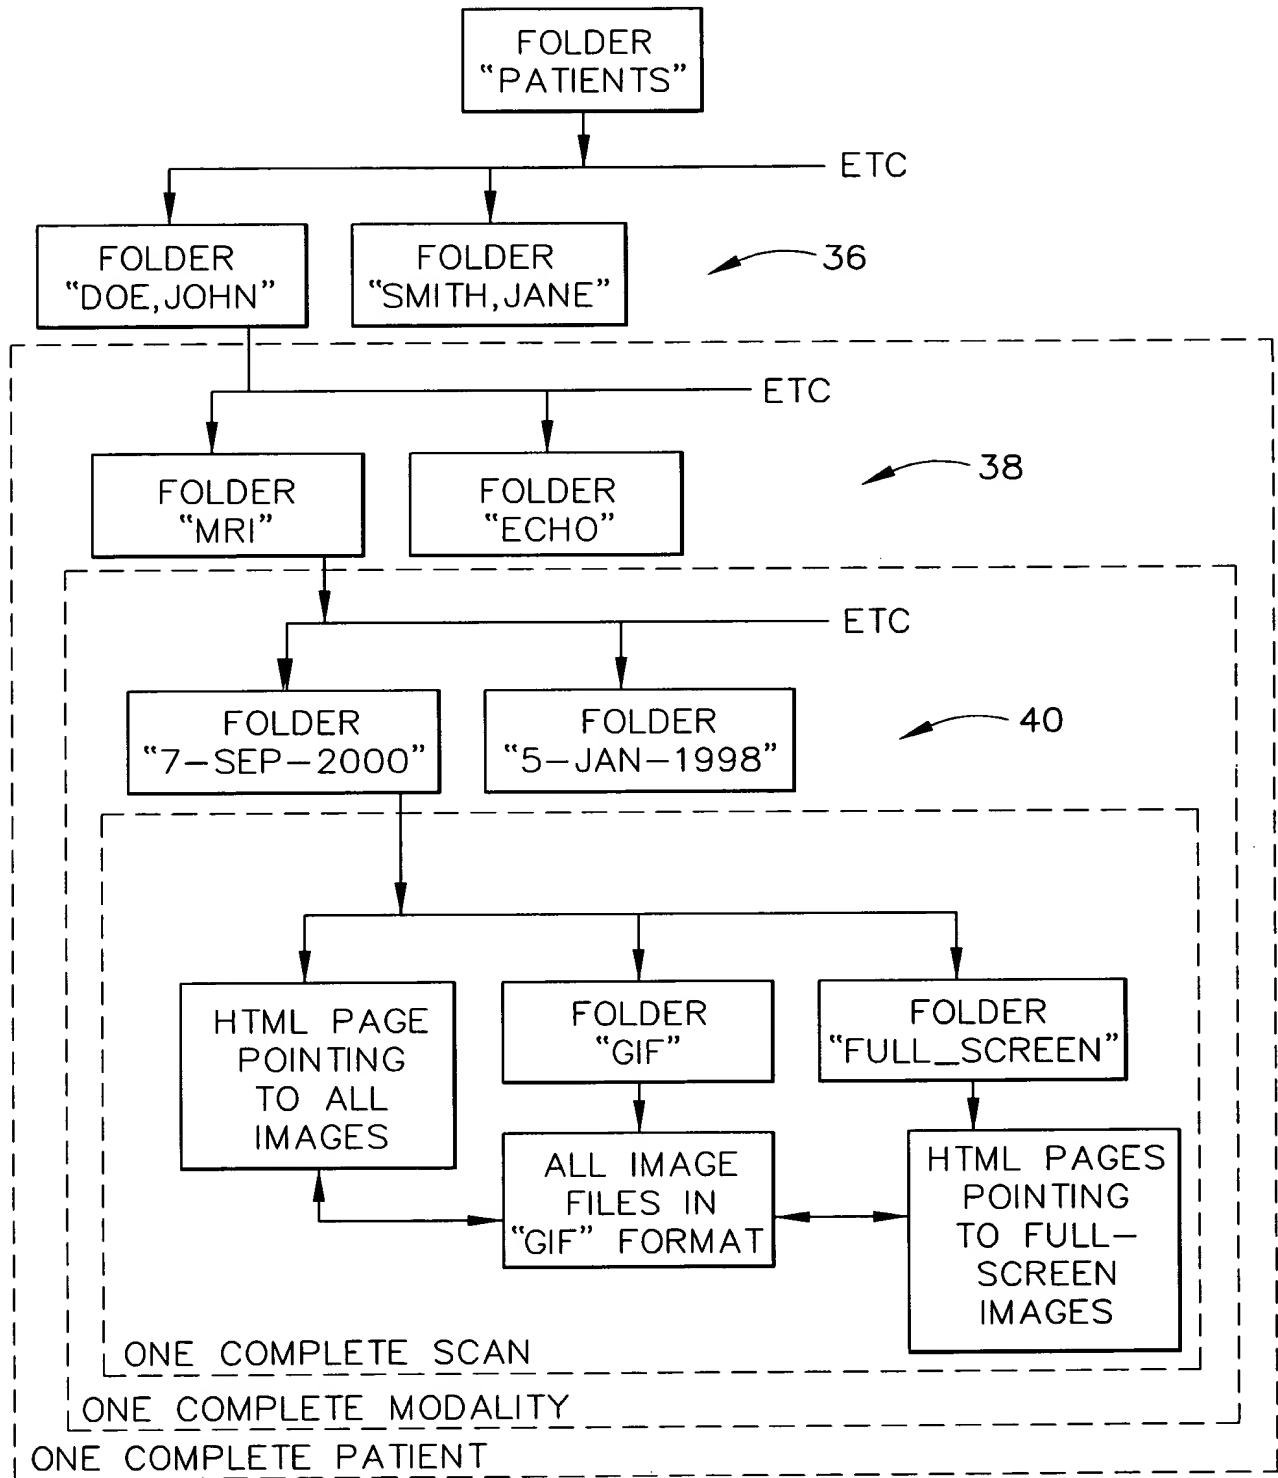 FOLDER
“PATIENTS”
ETC
FOLDER
“DOE,JOHN”
FOLDER
“SMITH,JANE”
36
ETC
FOLDER
“MRI”
FOLDER
“ECHO”
38
ETC
FOLDER
“7–SEP–2000”
FOLDER
“5–JAN–1998”
40
HTML PAGE
POINTING
TO ALL
IMAGES
FOLDER
“GIF”
FOLDER
“FULL_SCREEN”
ALL IMAGE
FILES IN
“GIF” FORMAT
HTML PAGES
POINTING
TO FULL–
SCREEN
IMAGES
ONE COMPLETE SCAN
ONE COMPLETE MODALITY
ONE COMPLETE PATIENT